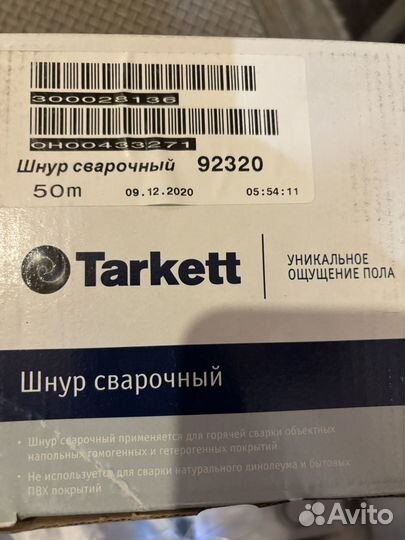 300028136
0H00433271
Шнур сварочный 92320
50m 09.12.2020 05:54:11
Tarkett
УНИКАЛЬНОЕ
ОЩУЩЕНИЕ ПОЛА
Шнур сварочный
• Шнур сварочный применяется для горячей сварки объектных
напольных гомогенных и гетерогенных покрытий
• Не используется для сварки натурального линолеума и бытовых
ПВХ покрытий
Avito